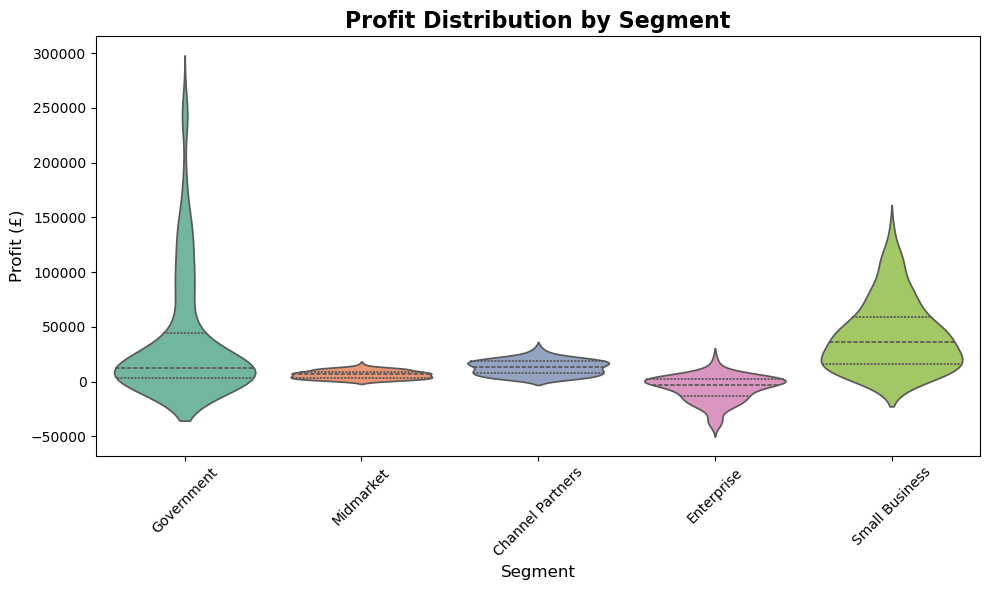 Profit Distribution by Segment
Profit (£)
300000
250000
200000
150000
100000
50000
0
−50000
Government
Midmarket
Channel Partners
Enterprise
Small Business
Segment